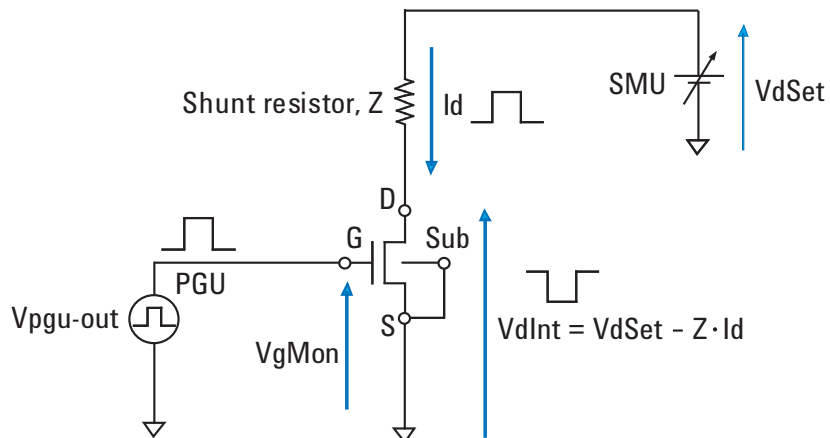 Shunt resistor, Z
Id
SMU
VdSet
D
G
Sub
PGU
Vpgu-out
S
VgMon
VdInt = VdSet – Z·Id